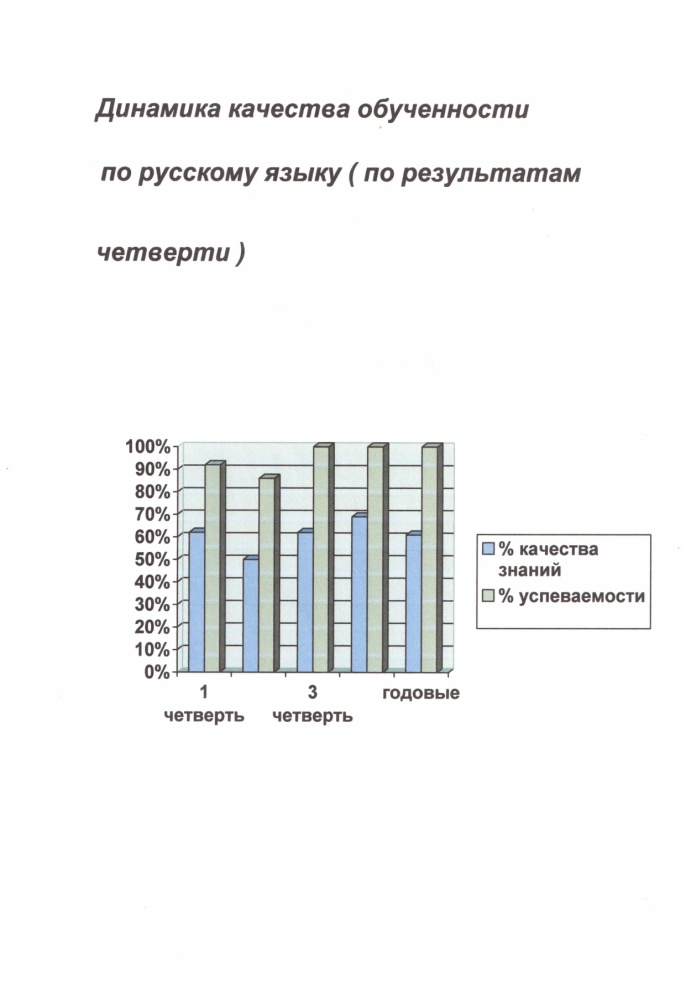 Динамика качества обученности
по русскому языку ( по результатам
четверти )
100%
90%
80%
70%
60%
50%
40%
30%
20%
10%
0%
1
четверть
3
четверть
годовые
% качества
знаний
% успеваемости